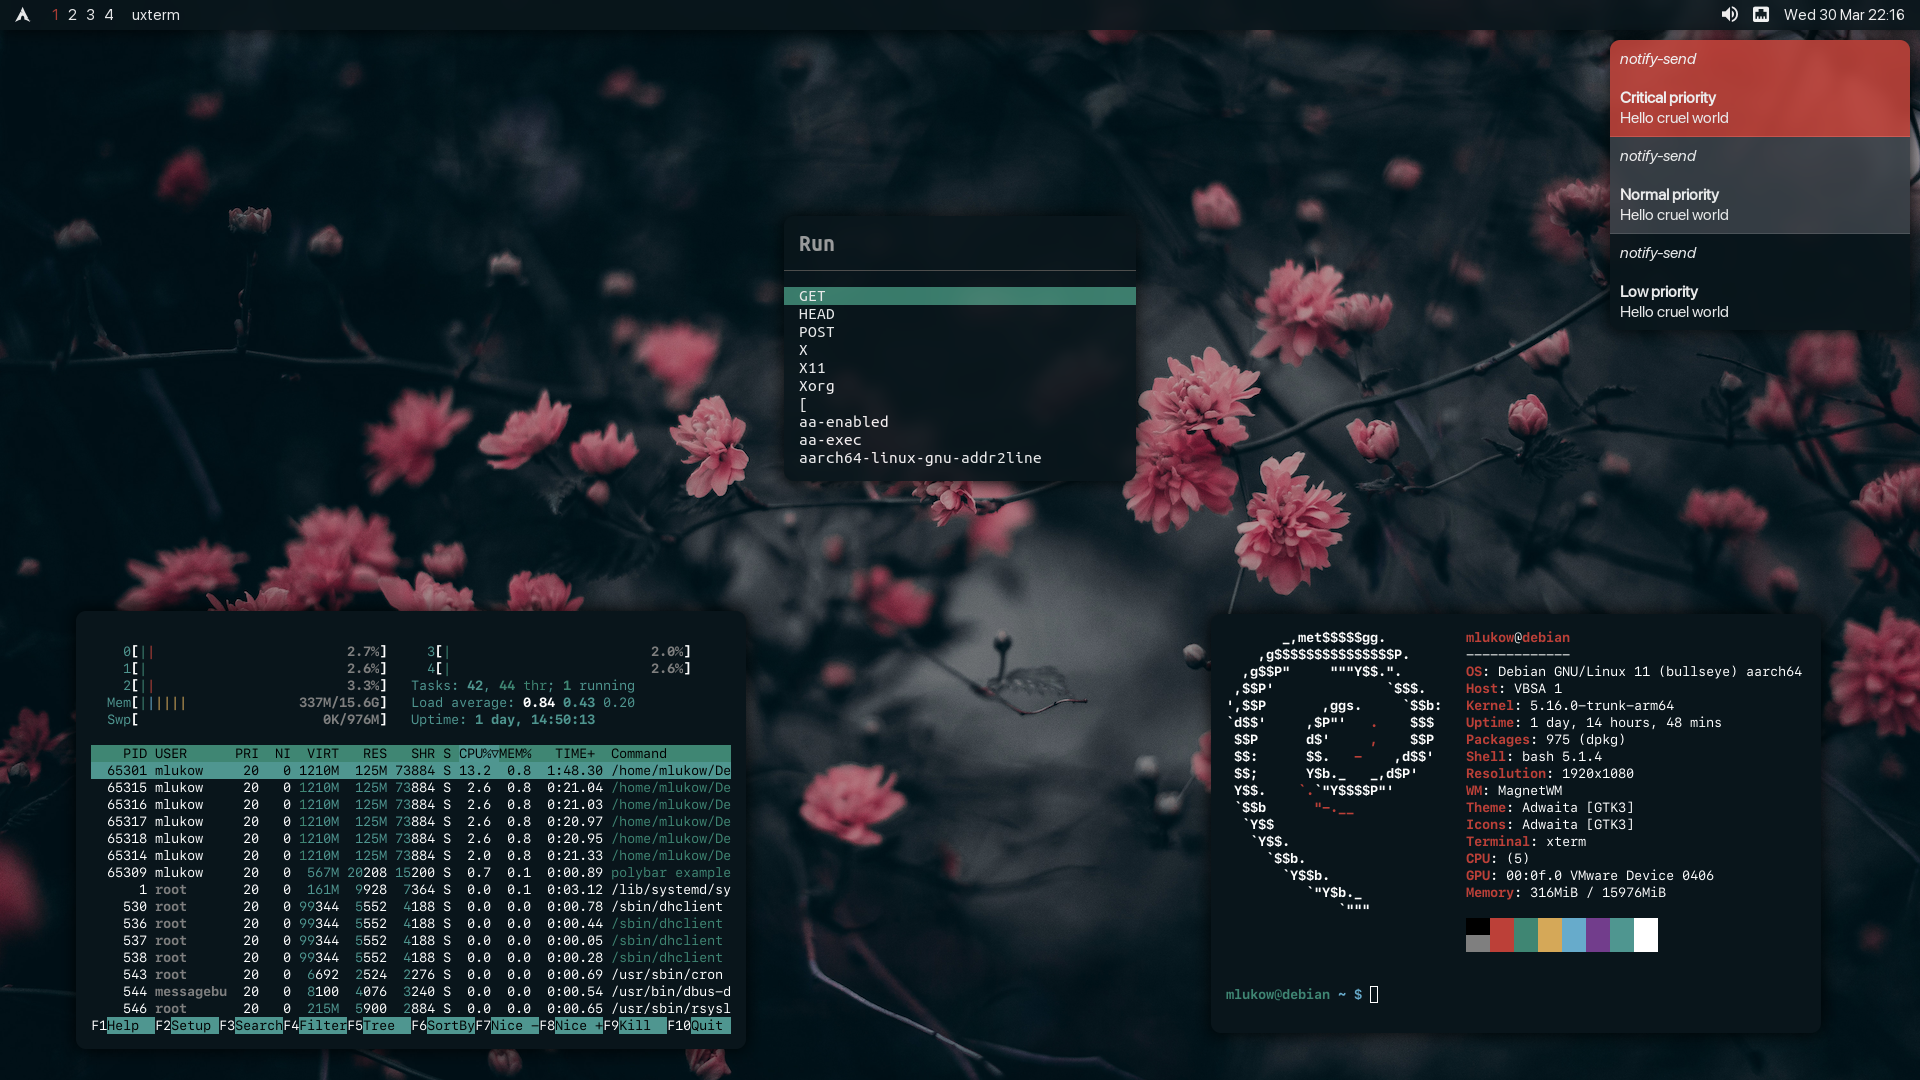 1 2 3 4 uxterm
Wed 30 Mar 22:16
notify-send
Critical priority
Hello cruel world
notify-send
Normal priority
Hello cruel world
notify-send
Low priority
Hello cruel world
Run
GET
HEAD
POST
X
X11
Xorg
[
aa-enabled
aa-exec
aarch64-linux-gnu-addr2line
0[|| 2.7%] 3[| 2.0%]
1[| 2.6%] 4[| 2.6%]
2[|| 3.3%] Tasks: 42, 44 thr; 1 running
Mem[|||||| 337M/15.6G] Load average: 0.84 0.43 0.20
Swp[ 0K/976M] Uptime: 1 day, 14:50:13
PID USER PRI NI VIRT RES SHR S CPU%▽MEM% TIME+ Command
65301 mlukow 20 0 1210M 125M 73884 S 13.2 0.8 1:48.30 /home/mlukow/De
65315 mlukow 20 0 1210M 125M 73884 S 2.6 0.8 0:21.04 /home/mlukow/De
65316 mlukow 20 0 1210M 125M 73884 S 2.6 0.8 0:21.03 /home/mlukow/De
65317 mlukow 20 0 1210M 125M 73884 S 2.6 0.8 0:20.97 /home/mlukow/De
65318 mlukow 20 0 1210M 125M 73884 S 2.6 0.8 0:20.95 /home/mlukow/De
65314 mlukow 20 0 1210M 125M 73884 S 2.0 0.8 0:21.33 /home/mlukow/De
65309 mlukow 20 0 567M 20208 15200 S 0.7 0.1 0:00.89 polybar example
1 root 20 0 161M 9928 7364 S 0.0 0.1 0:03.12 /lib/systemd/sy
530 root 20 0 99344 5552 4188 S 0.0 0.0 0:00.78 /sbin/dhclient
536 root 20 0 99344 5552 4188 S 0.0 0.0 0:00.44 /sbin/dhclient
537 root 20 0 99344 5552 4188 S 0.0 0.0 0:00.05 /sbin/dhclient
538 root 20 0 99344 5552 4188 S 0.0 0.0 0:00.28 /sbin/dhclient
543 root 20 0 6692 2524 2276 S 0.0 0.0 0:00.69 /usr/sbin/cron
544 messagebu 20 0 8100 4076 3240 S 0.0 0.0 0:00.54 /usr/bin/dbus-d
546 root 20 0 215M 5900 2884 S 0.0 0.0 0:00.65 /usr/sbin/rsysl
F1Help F2Setup F3SearchF4FilterF5Tree F6SortByF7Nice -F8Nice +F9Kill F10Quit
_,met$$$$$gg.
,g$$$$$$$$$$$$$$$P.
,g$$P" """Y$$.".
,$$P' `$$$.
',$$P ,ggs. `$$b:
`d$$' ,$P"' . $$$
$$P d$' , $$P
$$: $$. - ,d$$'
$$; Y$b._ _,d$P'
Y$$. `.`"Y$$$$P"'
`$$b "-.__
`Y$$
`Y$$.
`$$b.
`Y$$b.
`"Y$b._
`"""
mlukow@debian
-------------
OS: Debian GNU/Linux 11 (bullseye) aarch64
Host: VBSA 1
Kernel: 5.16.0-trunk-arm64
Uptime: 1 day, 14 hours, 48 mins
Packages: 975 (dpkg)
Shell: bash 5.1.4
Resolution: 1920x1080
WM: MagnetWM
Theme: Adwaita [GTK3]
Icons: Adwaita [GTK3]
Terminal: xterm
CPU: (5)
GPU: 00:0f.0 VMware Device 0406
Memory: 316MiB / 15976MiB
mlukow@debian ~ $